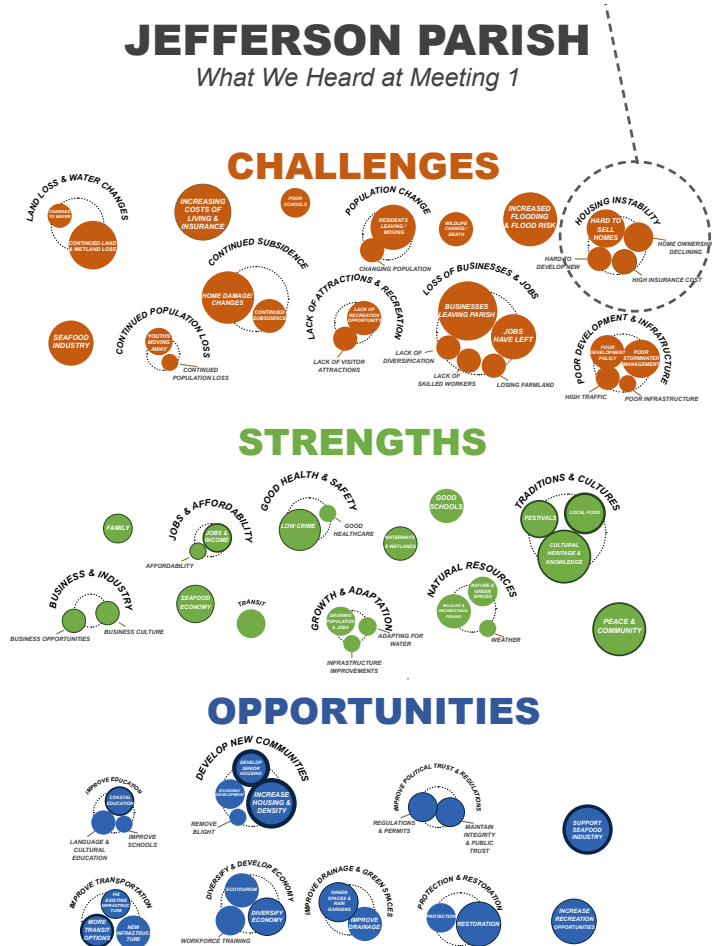 JEFFERSON PARISH
What We Heard at Meeting 1
CHALLENGES
LAND LOSS & WATER CHANGES
CHANGES
TO WATER
CONTINUED LAND
& WETLAND LOSS
INCREASING
COSTS OF
LIVING &
INSURANCE
POOR
SCHOOLS
POPULATION CHANGE
RESIDENTS
LEAVING /
MOVING
CHANGING POPULATION
WILDLIFE
CHANGE /
DEATH
INCREASED
FLOODING
& FLOOD RISK
HOUSING INSTABILITY
HARD TO
SELL
HOMES
HOME OWNERSHIP
DECLINING
HARD TO
DEVELOP NEW
HIGH INSURANCE COST
CONTINUED SUBSIDENCE
HOME DAMAGE/
CHANGES
CONTINUED
SUBSIDENCE
LACK OF ATTRACTIONS & RECREATION
LACK OF
RECREATION
OPPORTUNITY
LACK OF VISITOR
ATTRACTIONS
LOSS OF BUSINESSES & JOBS
BUSINESSES
LEAVING PARISH
JOBS
HAVE LEFT
LACK OF
DIVERSIFICATION
LACK OF
SKILLED WORKERS
LOSING FARMLAND
SEAFOOD
INDUSTRY
CONTINUED POPULATION LOSS
YOUTHS
MOVING
AWAY
CONTINUED
POPULATION LOSS
POOR DEVELOPMENT & INFRATRUCTURE
POOR
DEVELOPMENT
POLICY
POOR
STORMWATER
MANAGEMENT
HIGH TRAFFIC
POOR INFRASTRUCTURE
STRENGTHS
FAMILY
JOBS & AFFORDABILITY
JOBS &
INCOME
AFFORDABILITY
GOOD HEALTH & SAFETY
LOW CRIME
GOOD
HEALTHCARE
WATERWAYS
& WETLANDS
GOOD
SCHOOLS
TRADITIONS & CULTURES
FESTIVALS
LOCAL FOOD
CULTURAL
HERITAGE &
KNOWLEDGE
BUSINESS & INDUSTRY
BUSINESS OPPORTUNITIES
BUSINESS CULTURE
SEAFOOD
ECONOMY
TRANSIT
GROWTH & ADAPTATION
GROWING
POPULATION
& JOBS
ADAPTING FOR
WATER
INFRASTRUCTURE
IMPROVEMENTS
NATURAL RESOURCES
NATURE &
GREEN
SPACES
WILDLIFE &
RECREATIONAL
FISHING
WEATHER
PEACE &
COMMUNITY
OPPORTUNITIES
IMPROVE EDUCATION
COASTAL
EDUCATION
LANGUAGE &
CULTURAL
EDUCATION
IMPROVE
SCHOOLS
DEVELOP NEW COMMUNITIES
DEVELOP
SENIOR
HOUSING
ECONOMIC
DEVELOPMENT
INCREASE
HOUSING &
DENSITY
REMOVE
BLIGHT
IMPROVE POLITICAL TRUST & REGULATIONS
REGULATIONS
& PERMITS
MAINTAIN
INTEGRITY
& PUBLIC
TRUST
SUPPORT
SEAFOOD
INDUSTRY
IMPROVE TRANSPORTATION
FIX
EXISTING
INFRASTRUC-
TURE
MORE
TRANSIT
OPTIONS
NEW
INFRASTRUC-
TURE
DIVERSIFY & DEVELOP ECONOMY
ECOTOURISM
DIVERSIFY
ECONOMY
WORKFORCE TRAINING
IMPROVE DRAINAGE & GREEN SPACES
GREEN
SPACES &
RAIN
GARDENS
IMPROVE
DRAINAGE
PROTECTION & RESTORATION
PROTECTION
RESTORATION
INCREASE
RECREATION
OPPORTUNITIES